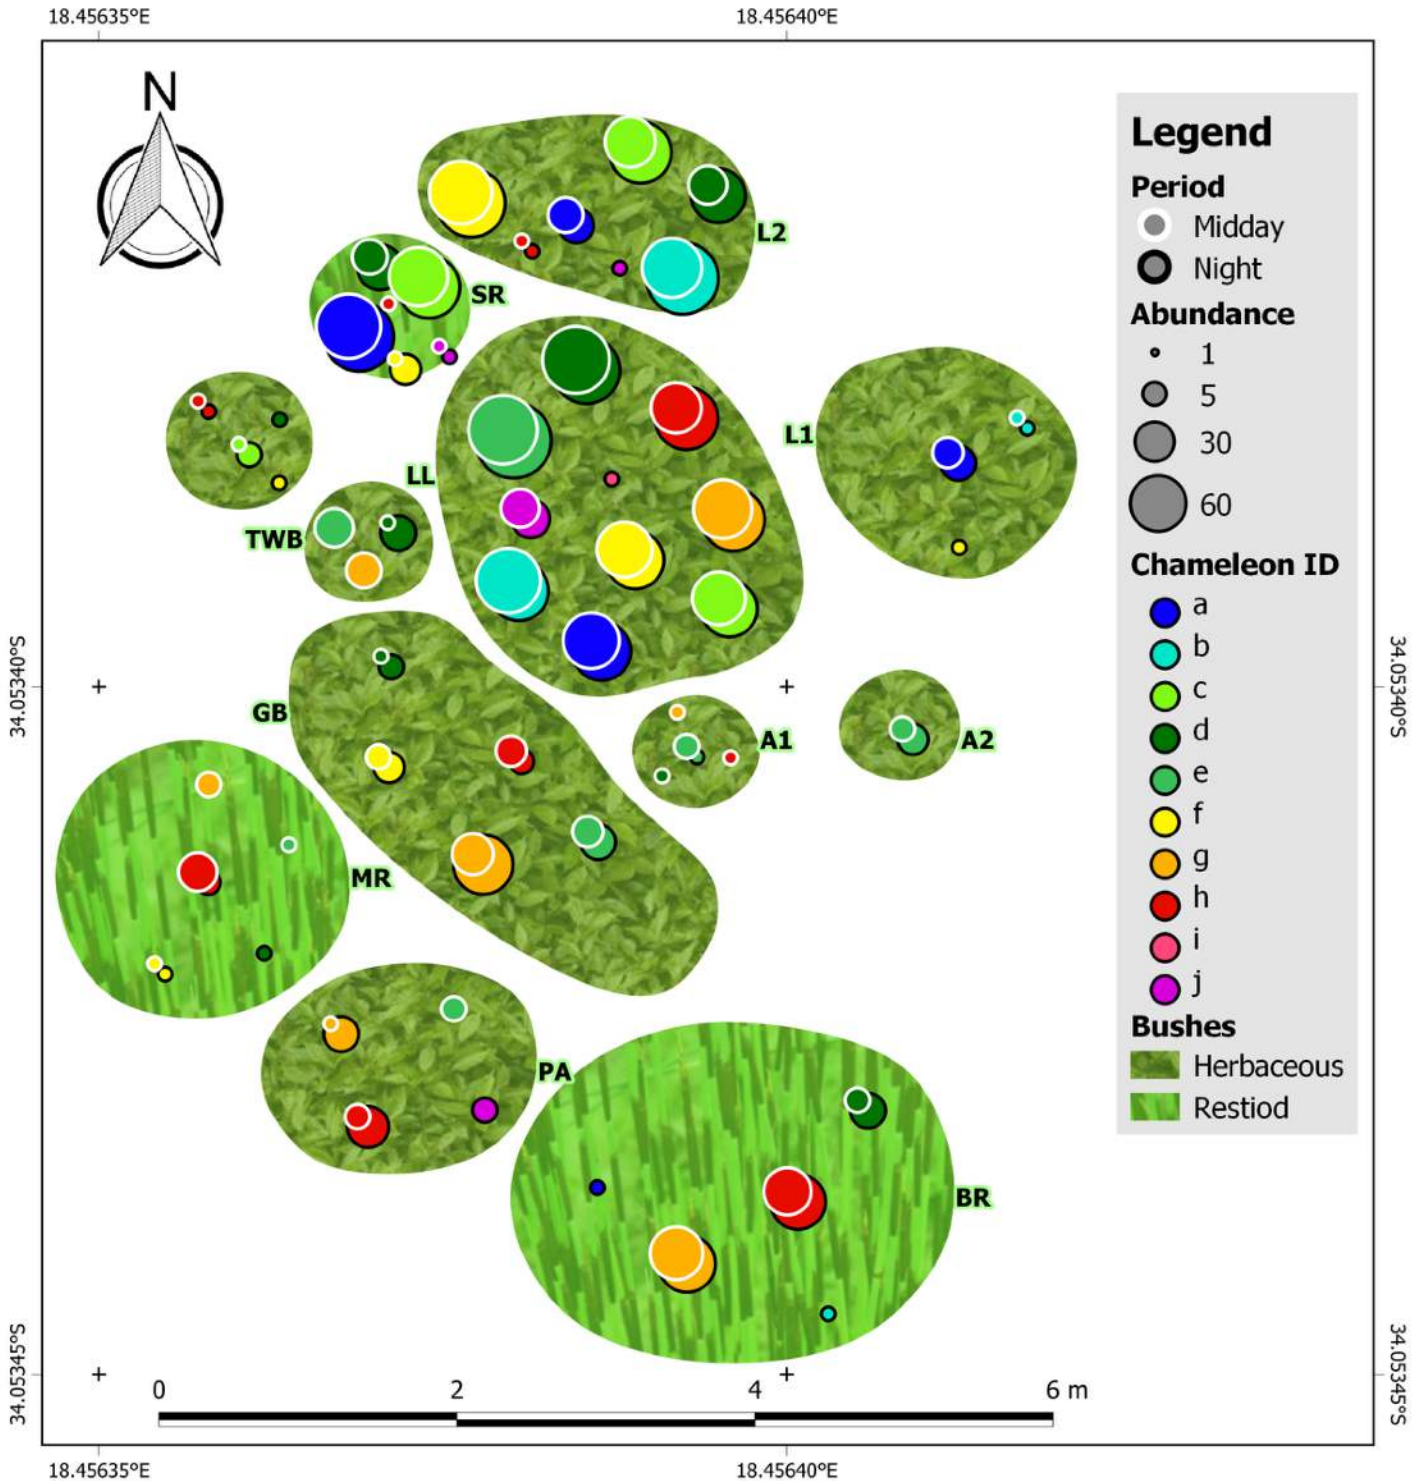 18.45635°E 18.45640°E
N
Legend
Period
Midday
Night
Abundance
1
5
30
60
Chameleon ID
a
b
c
d
e
f
g
h
i
j
Bushes
Herbaceous
Restiod
L2
SR
L1
LL
TWB
GB
A1
A2
MR
PA
BR
34.05340°S 34.05340°S
34.05345°S 34.05345°S
0 2 4 6 m
18.45635°E 18.45640°E